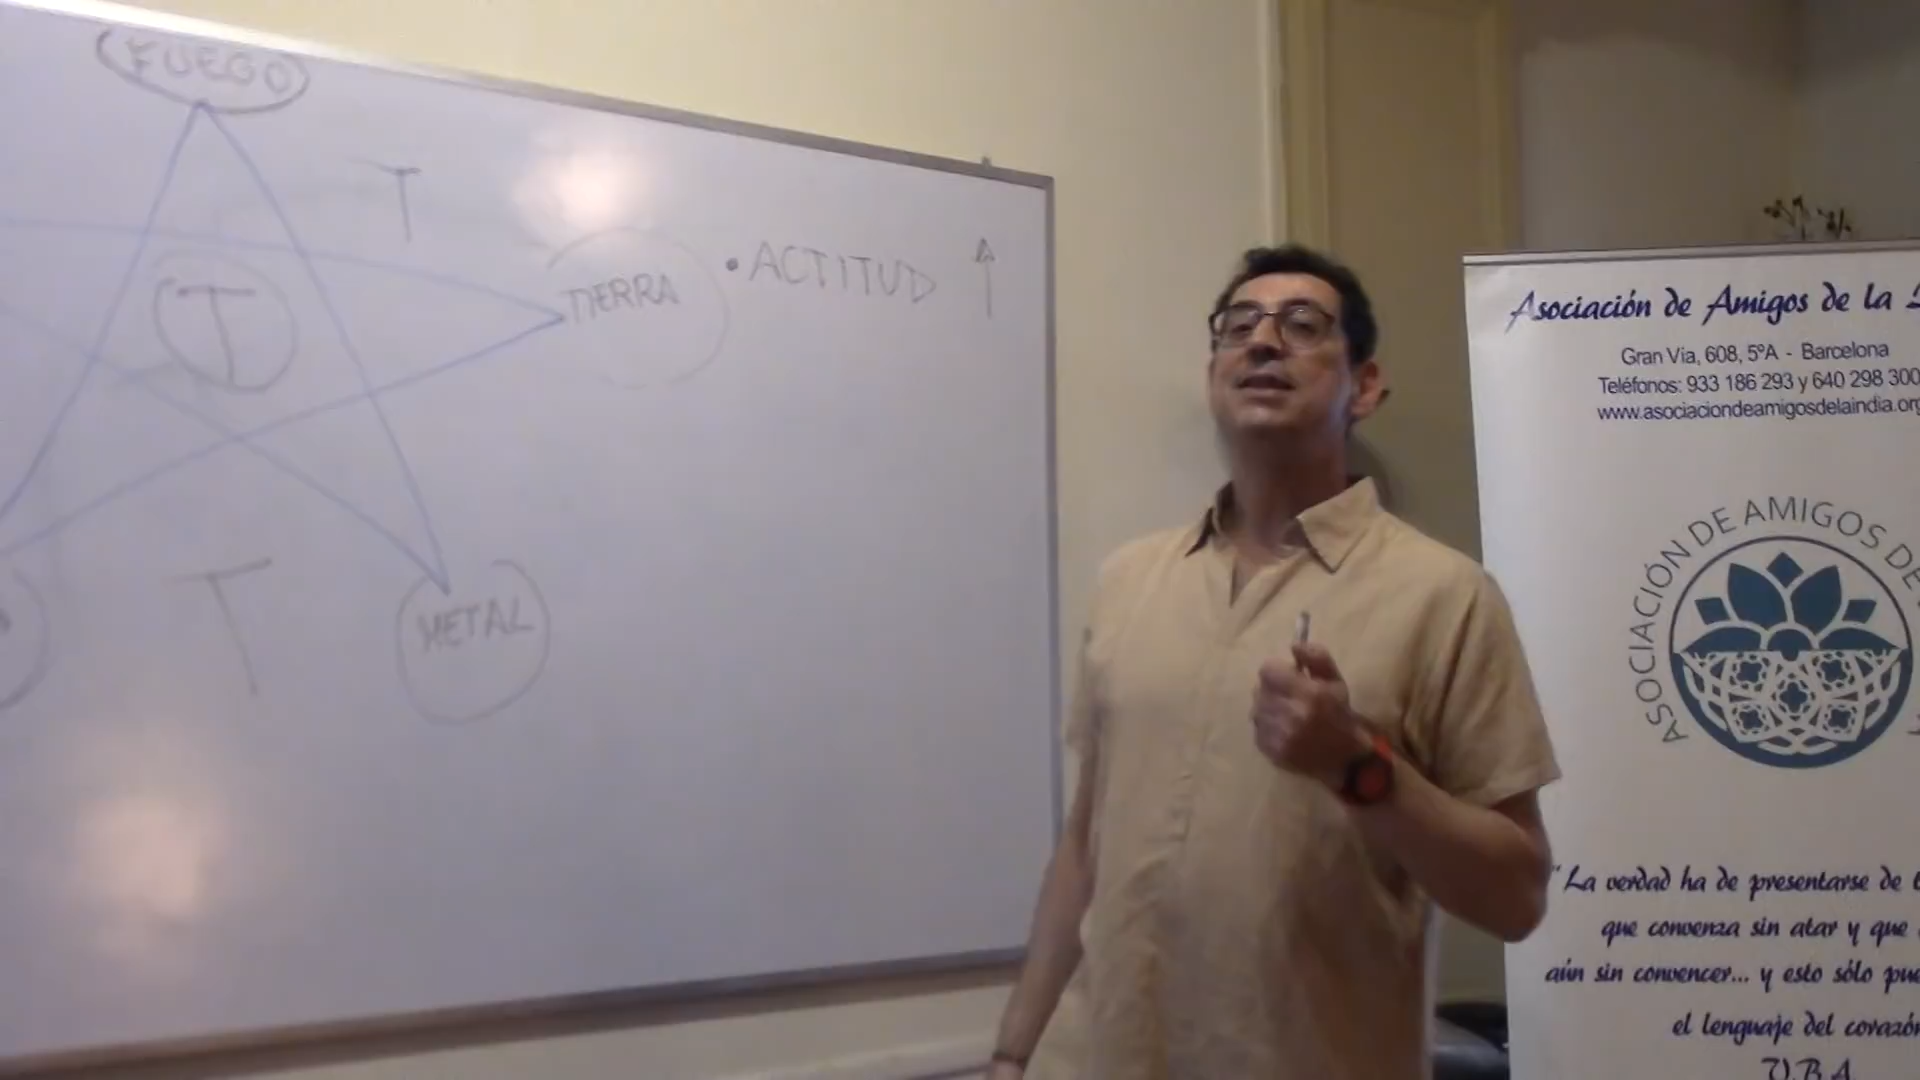 FUEGO
T
TIERRA
• ACTITUD ↑
T
T
METAL
Asociación de Amigos de la
Gran Via, 608, 5ºA - Barcelona
Teléfonos: 933 186 293 y 640 298 300
www.asociaciondeamigosdelaindia.org
ASOCIACIÓN DE AMIGOS DE
"La verdad ha de presentarse de
que convenza sin atar y que
aún sin convencer... y esto sólo
el lenguaje del corazón
V.B.A.